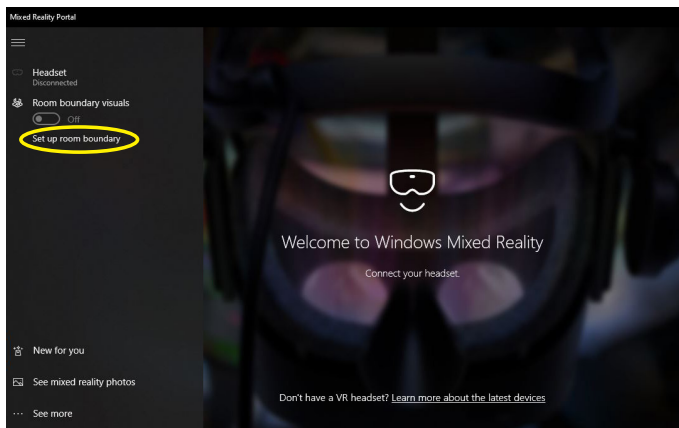 Mixed Reality Portal
Headset
Disconnected
Room boundary visuals
Off
Set up room boundary
Welcome to Windows Mixed Reality
Connect your headset.
New for you
See mixed reality photos
See more
Don't have a VR headset? Learn more about the latest devices